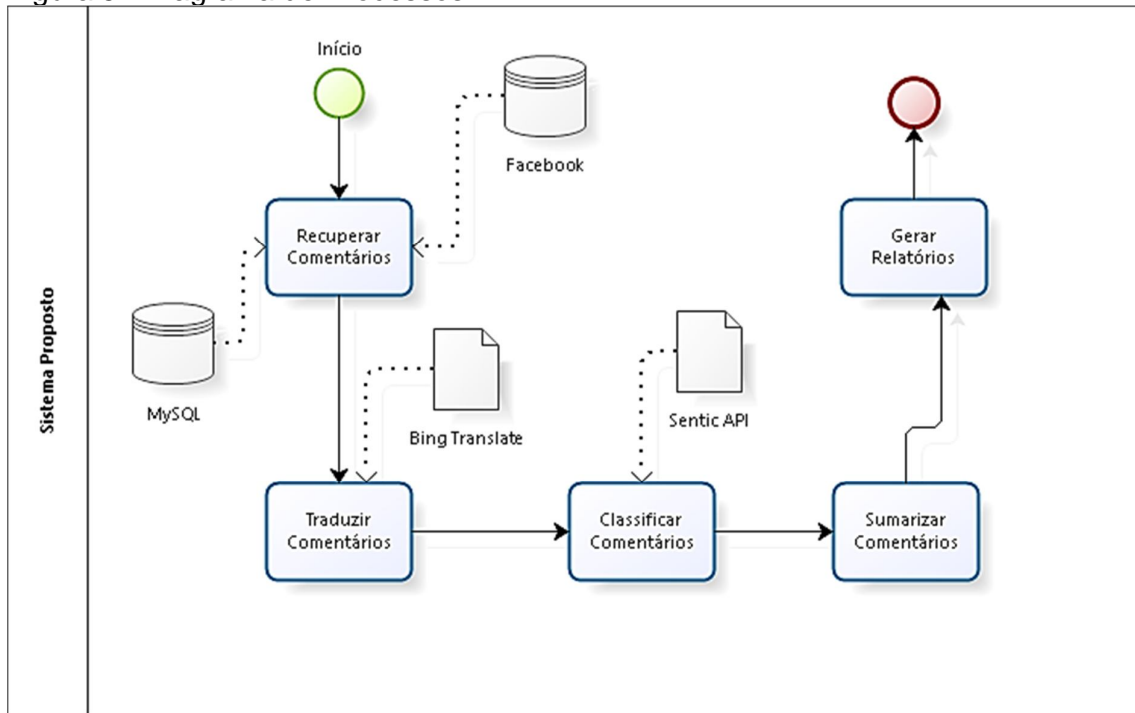 Início
Facebook
Recuperar
Comentários
Gerar
Relatórios
Sistema Proposto
MySQL
Bing Translate
Sentic API
Traduzir
Comentários
Classificar
Comentários
Sumarizar
Comentários